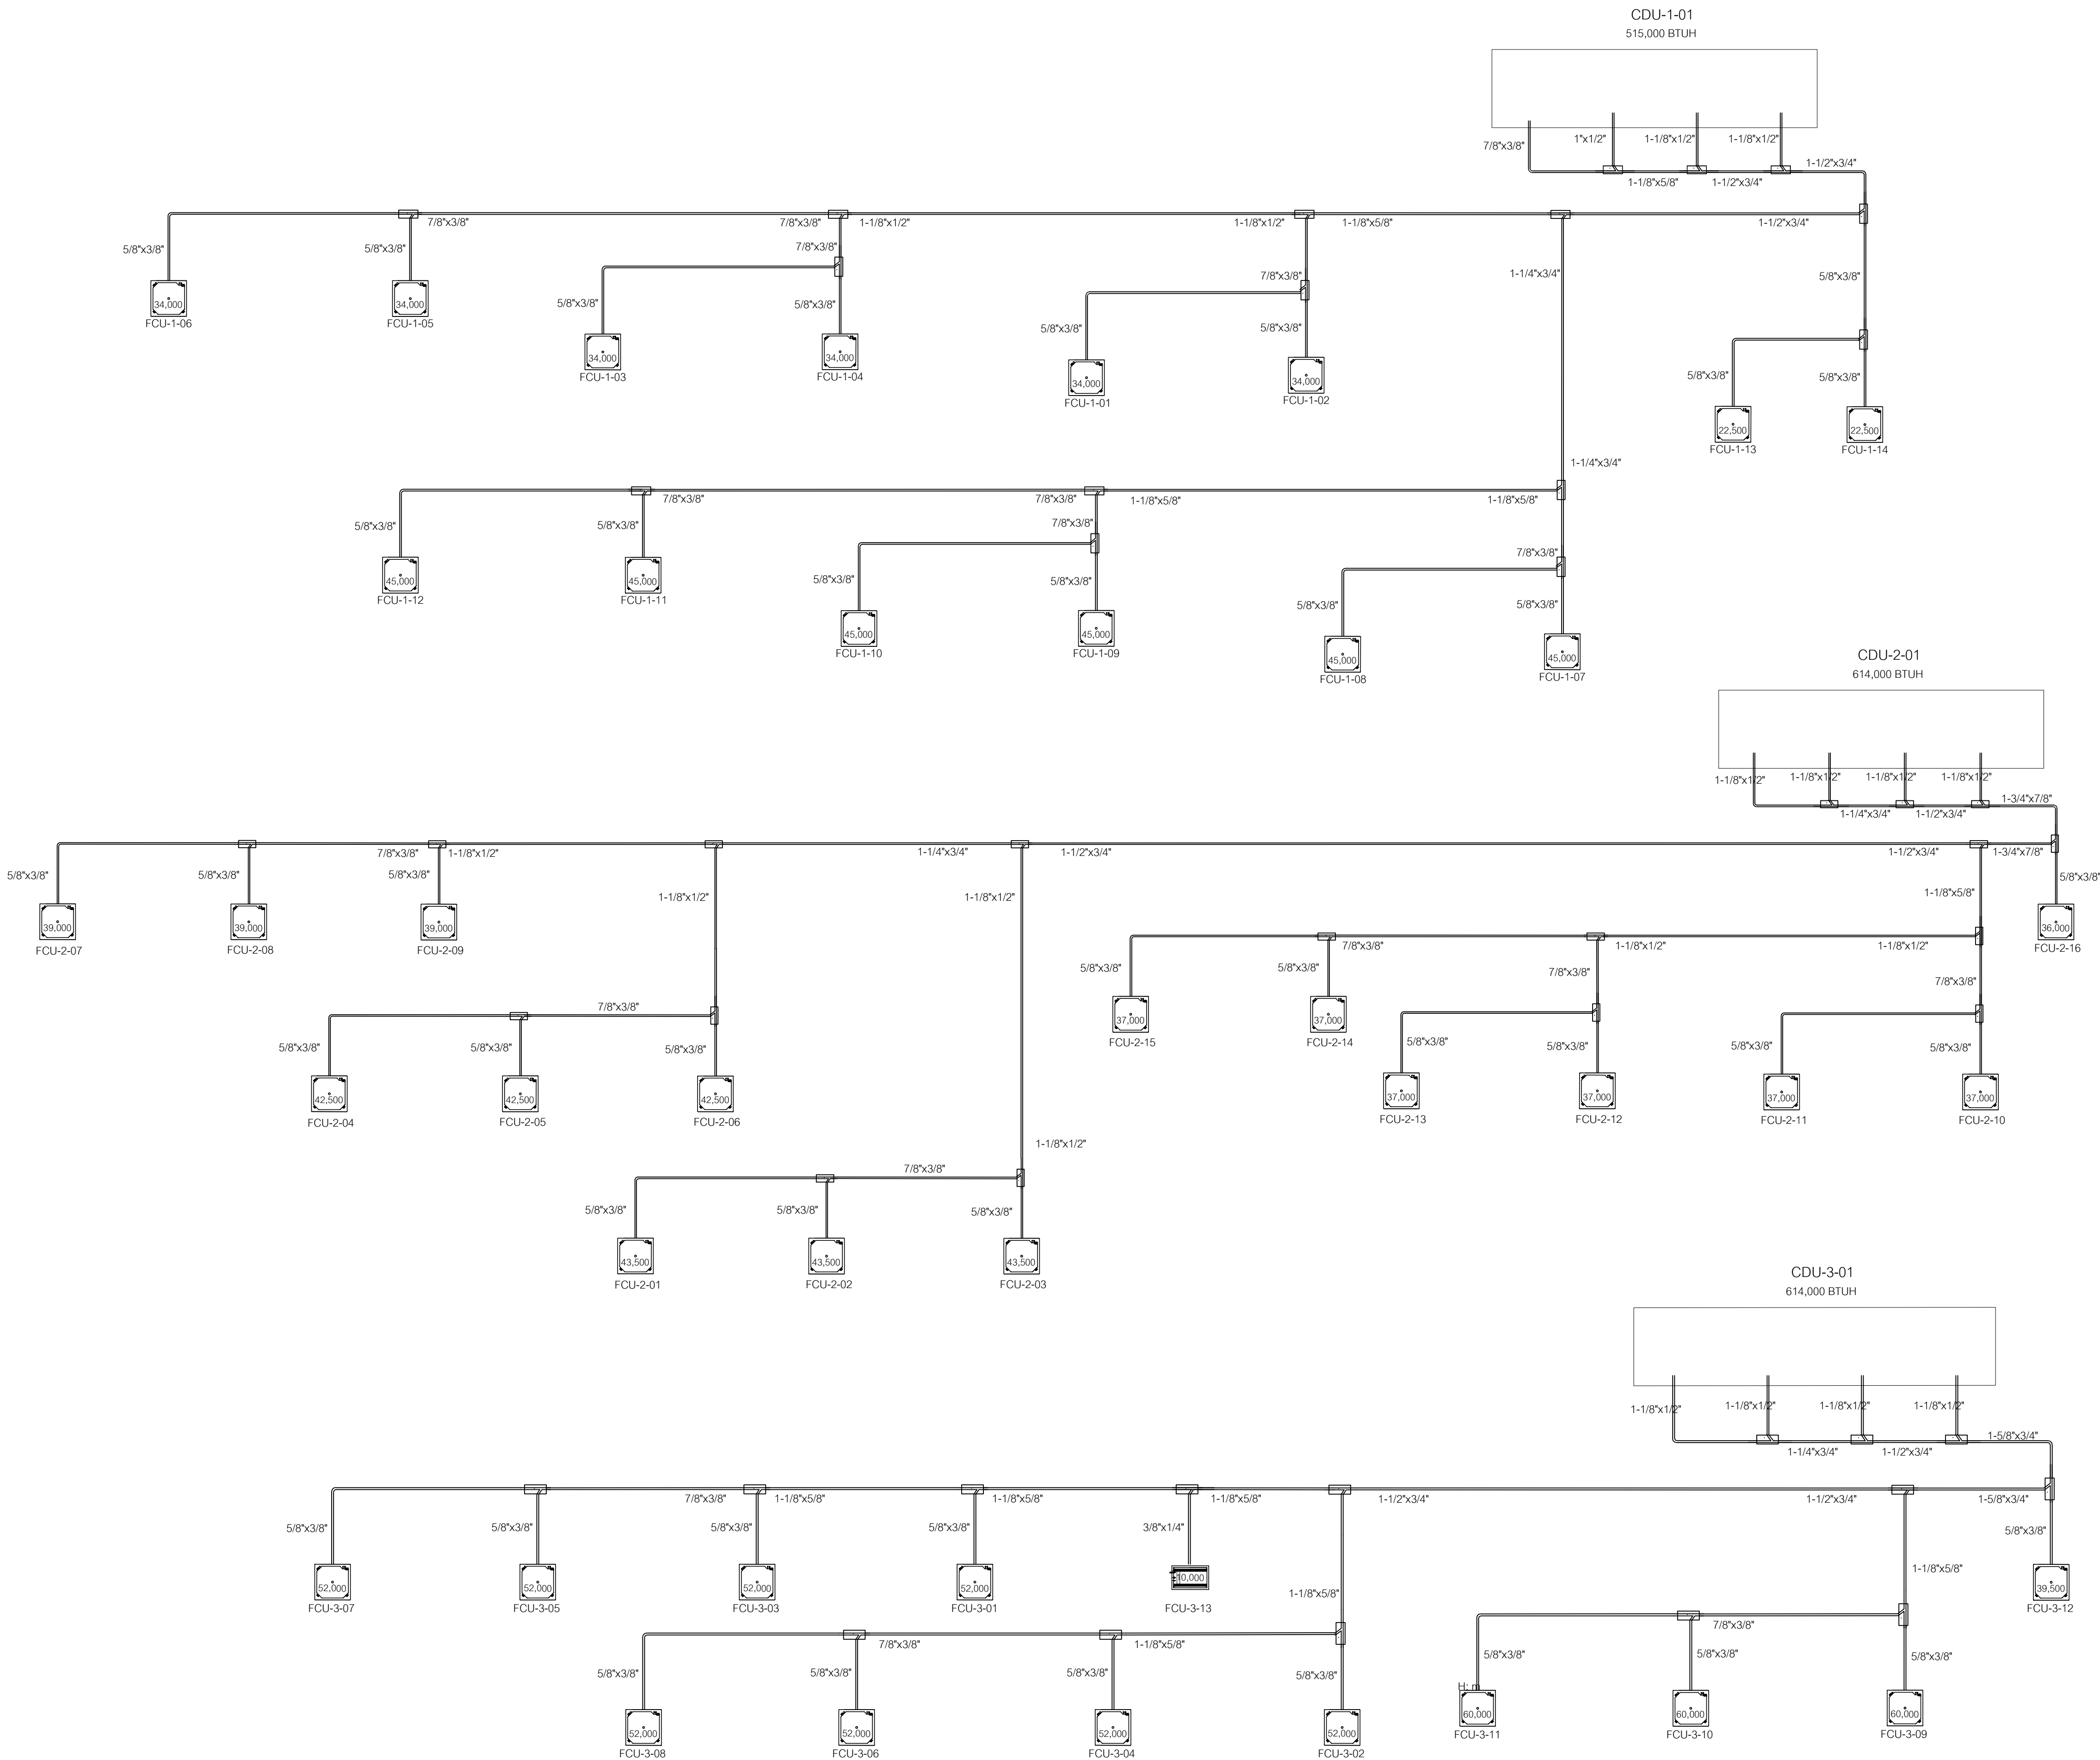 CDU-1-01
515,000 BTUH
7/8"x3/8"
1"x1/2"
1-1/8"x1/2"
1-1/8"x1/2"
1-1/8"x5/8"
1-1/2"x3/4"
1-1/2"x3/4"
7/8"x3/8"
7/8"x3/8"
1-1/8"x1/2"
1-1/8"x1/2"
1-1/8"x5/8"
1-1/2"x3/4"
5/8"x3/8"
5/8"x3/8"
7/8"x3/8"
7/8"x3/8"
1-1/4"x3/4"
5/8"x3/8"
34,000
FCU-1-06
34,000
FCU-1-05
5/8"x3/8"
5/8"x3/8"
34,000
FCU-1-03
34,000
FCU-1-04
5/8"x3/8"
5/8"x3/8"
34,000
FCU-1-01
34,000
FCU-1-02
5/8"x3/8"
5/8"x3/8"
22,500
FCU-1-13
22,500
FCU-1-14
1-1/4"x3/4"
7/8"x3/8"
7/8"x3/8"
1-1/8"x5/8"
1-1/8"x5/8"
5/8"x3/8"
5/8"x3/8"
7/8"x3/8"
7/8"x3/8"
45,000
FCU-1-12
45,000
FCU-1-11
5/8"x3/8"
5/8"x3/8"
45,000
FCU-1-10
45,000
FCU-1-09
5/8"x3/8"
5/8"x3/8"
45,000
FCU-1-08
45,000
FCU-1-07
CDU-2-01
614,000 BTUH
1-1/8"x1/2"
1-1/8"x1/2"
1-1/8"x1/2"
1-1/8"x1/2"
1-1/4"x3/4"
1-1/2"x3/4"
1-3/4"x7/8"
7/8"x3/8"
1-1/8"x1/2"
1-1/4"x3/4"
1-1/2"x3/4"
1-1/2"x3/4"
1-3/4"x7/8"
5/8"x3/8"
5/8"x3/8"
5/8"x3/8"
1-1/8"x1/2"
1-1/8"x1/2"
1-1/8"x5/8"
5/8"x3/8"
39,000
FCU-2-07
39,000
FCU-2-08
39,000
FCU-2-09
36,000
FCU-2-16
7/8"x3/8"
1-1/8"x1/2"
1-1/8"x1/2"
5/8"x3/8"
5/8"x3/8"
7/8"x3/8"
7/8"x3/8"
37,000
FCU-2-15
37,000
FCU-2-14
5/8"x3/8"
5/8"x3/8"
5/8"x3/8"
5/8"x3/8"
37,000
FCU-2-13
37,000
FCU-2-12
37,000
FCU-2-11
37,000
FCU-2-10
7/8"x3/8"
5/8"x3/8"
5/8"x3/8"
5/8"x3/8"
42,500
FCU-2-04
42,500
FCU-2-05
42,500
FCU-2-06
1-1/8"x1/2"
7/8"x3/8"
5/8"x3/8"
5/8"x3/8"
5/8"x3/8"
43,500
FCU-2-01
43,500
FCU-2-02
43,500
FCU-2-03
CDU-3-01
614,000 BTUH
1-1/8"x1/2"
1-1/8"x1/2"
1-1/8"x1/2"
1-1/8"x1/2"
1-1/4"x3/4"
1-1/2"x3/4"
1-5/8"x3/4"
7/8"x3/8"
1-1/8"x5/8"
1-1/8"x5/8"
1-1/8"x5/8"
1-1/2"x3/4"
1-1/2"x3/4"
1-5/8"x3/4"
5/8"x3/8"
5/8"x3/8"
5/8"x3/8"
5/8"x3/8"
3/8"x1/4"
1-1/8"x5/8"
1-1/8"x5/8"
5/8"x3/8"
52,000
FCU-3-07
52,000
FCU-3-05
52,000
FCU-3-03
52,000
FCU-3-01
10,000
FCU-3-13
39,500
FCU-3-12
7/8"x3/8"
1-1/8"x5/8"
7/8"x3/8"
5/8"x3/8"
5/8"x3/8"
5/8"x3/8"
5/8"x3/8"
5/8"x3/8"
5/8"x3/8"
5/8"x3/8"
52,000
FCU-3-08
52,000
FCU-3-06
52,000
FCU-3-04
52,000
FCU-3-02
60,000
FCU-3-11
60,000
FCU-3-10
60,000
FCU-3-09